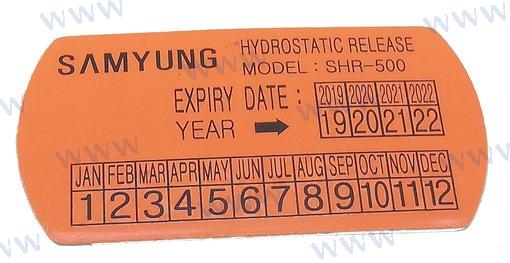 SAMYUNG
HYDROSTATIC RELEASE
MODEL : SHR-500
EXPIRY DATE :
2019 2020 2021 2022
YEAR
19 20 21 22
JAN FEB MAR APR MAY JUN JUL AUG SEP OCT NOV DEC
1 2 3 4 5 6 7 8 9 10 11 12